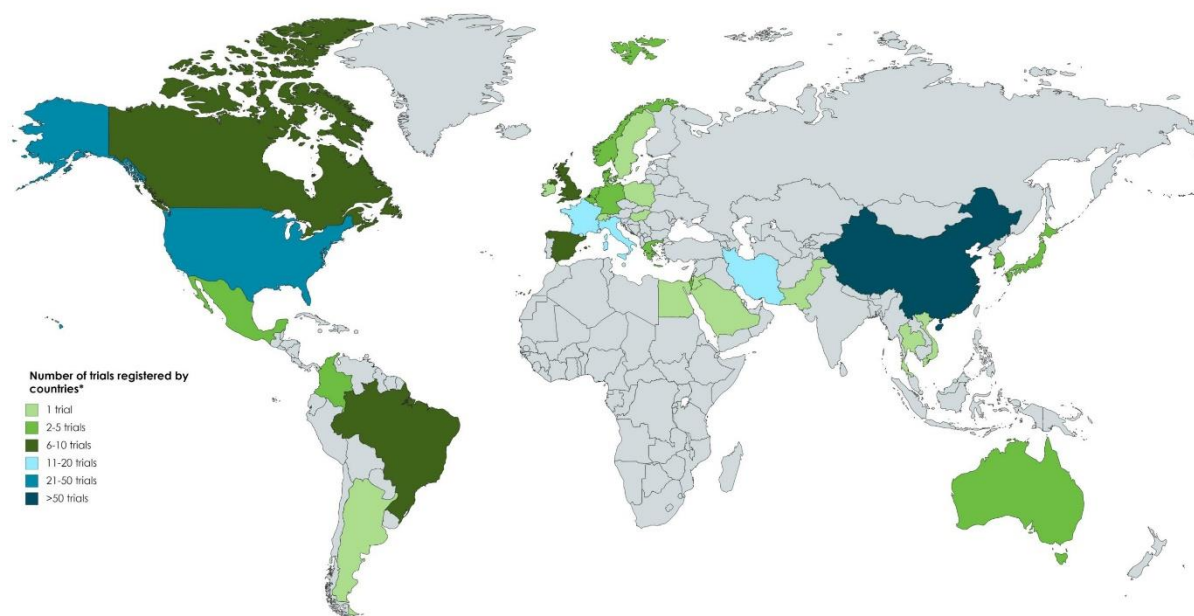 Number of trials registered by
countries*
1 trial
2-5 trials
6-10 trials
11-20 trials
21-50 trials
>50 trials